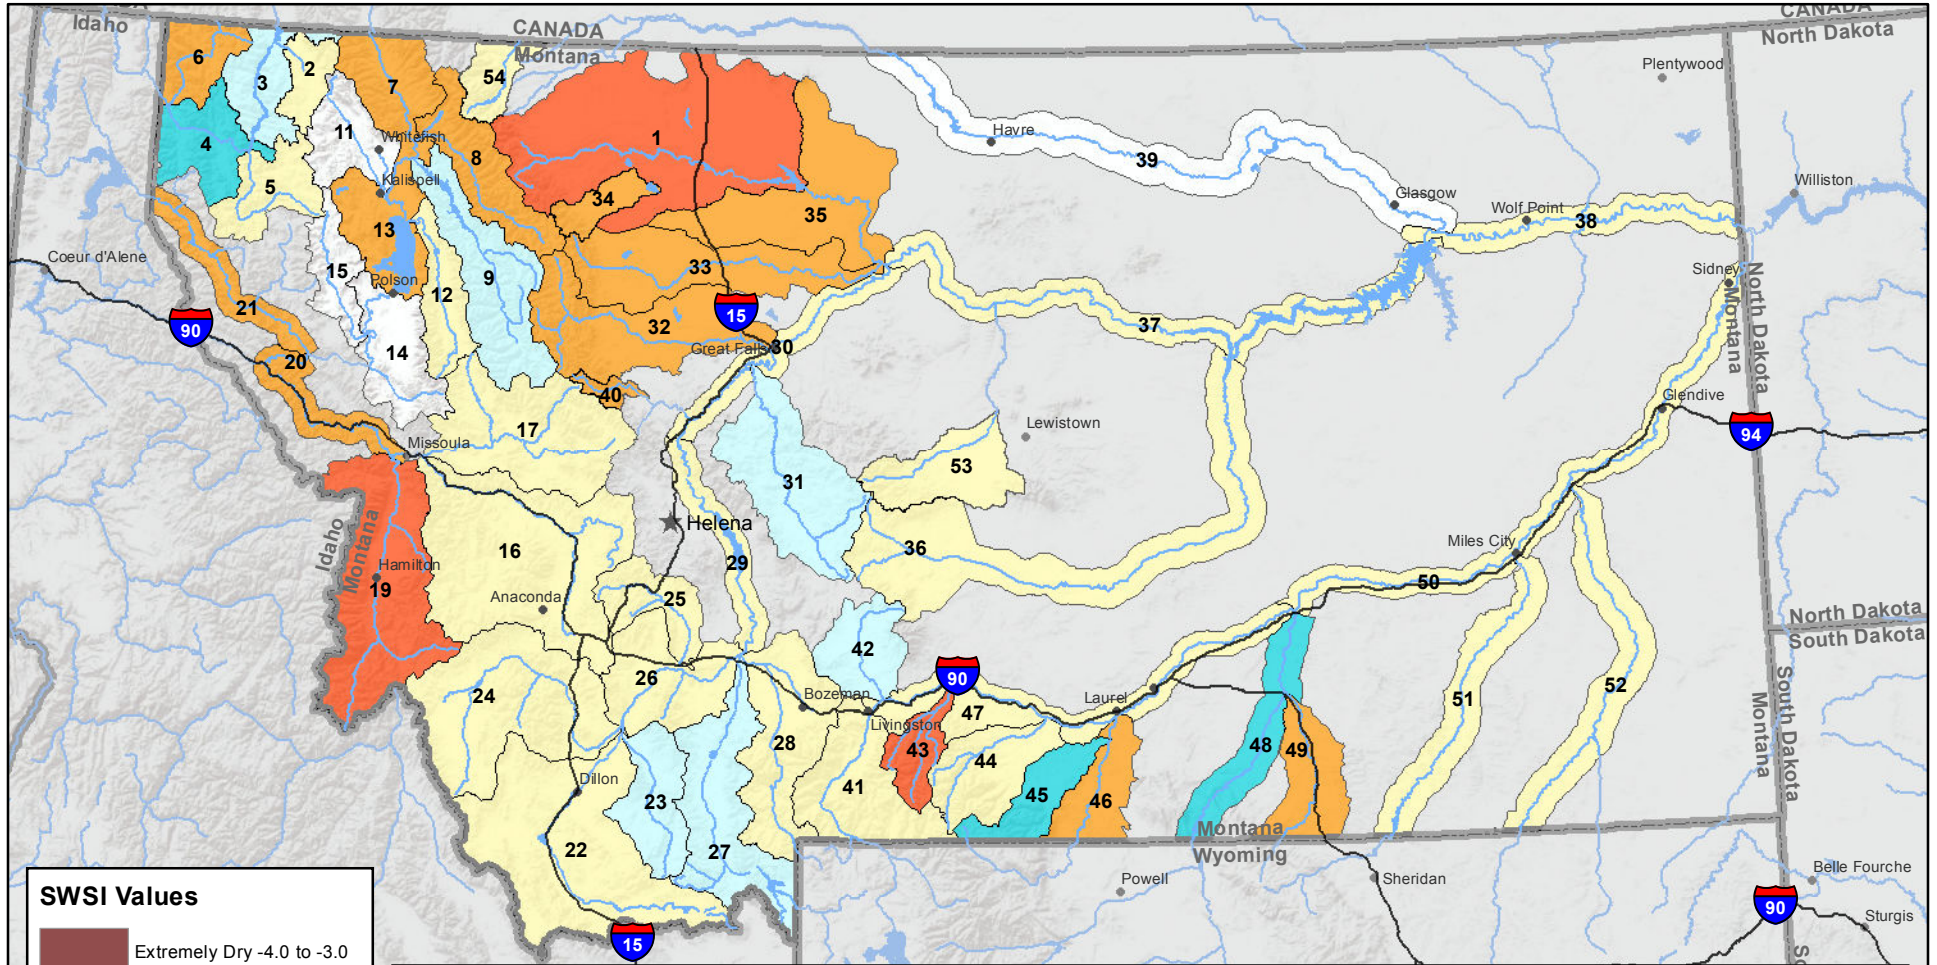 CANADA
Idaho
CANADA
Montana
CANADA
North Dakota
6
3
2
7
54
Plentywood
4
11
Whitefish
8
1
Havre
39
5
Kalispell
34
35
Glasgow
Wolf Point
38
Williston
13
Coeur d'Alene
15
Polson
12
9
33
Sidney
North Dakota
Montana
21
90
14
20
32
15
Great Falls
30
37
40
17
Missoula
Lewistown
Glendive
94
31
53
Idaho
Montana
16
Helena
29
36
Miles City
50
19
Hamilton
Anaconda
25
42
North Dakota
South Dakota
24
26
Bozeman
Livingston
90
Laurel
47
43
44
28
48
49
51
52
South Dakota
Montana
Dillon
23
41
45
46
22
27
Montana
Wyoming
Powell
Sheridan
Belle Fourche
90
Sturgis
So
15
SWSI Values
Extremely Dry -4.0 to -3.0